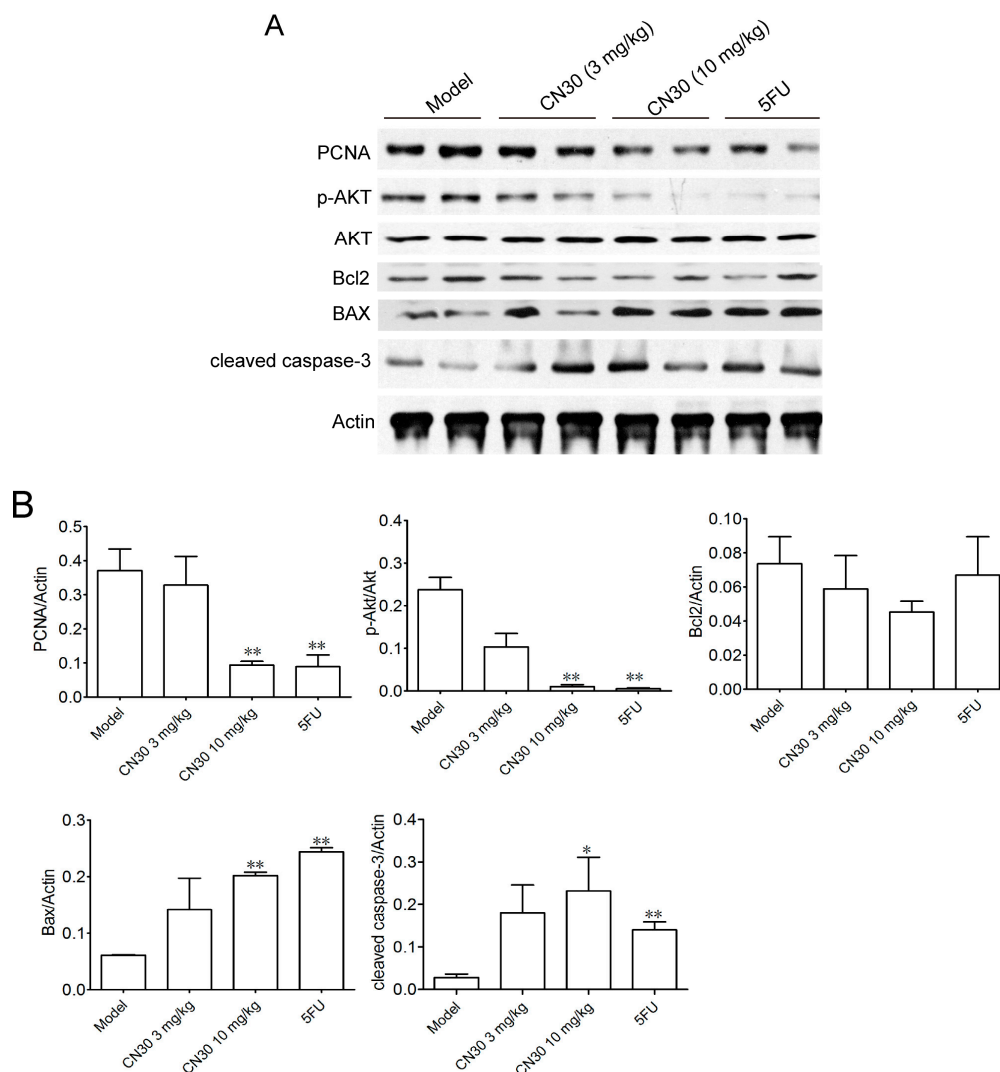 A
Model
CN30 (3 mg/kg)
CN30 (10 mg/kg)
5FU
PCNA
p-AKT
AKT
Bcl2
BAX
cleaved caspase-3
Actin
B
PCNA/Actin
0.5
0.4
0.3
0.2
0.1
0.0
**
**
Model
CN30 3 mg/kg
CN30 10 mg/kg
5FU
p-Akt/Akt
0.4
0.3
0.2
0.1
0.0
**
**
Model
CN30 3 mg/kg
CN30 10 mg/kg
5FU
Bcl2/Actin
0.10
0.08
0.06
0.04
0.02
0.00
Model
CN30 3 mg/kg
CN30 10 mg/kg
5FU
Bax/Actin
0.3
0.2
0.1
0.0
**
**
Model
CN30 3 mg/kg
CN30 10 mg/kg
5FU
cleaved caspase-3/Actin
0.4
0.3
0.2
0.1
0.0
*
**
Model
CN30 3 mg/kg
CN30 10 mg/kg
5FU